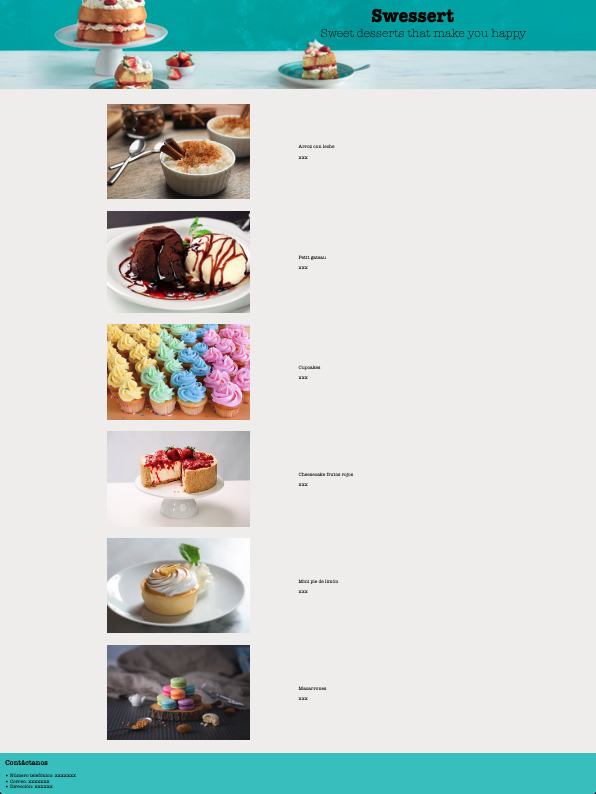 Swessert
Sweet desserts that make you happy
Arroz con leche
xxx
Petit gateau
xxx
Cupcakes
xxx
Cheesecake frutos rojos
xxx
Mini pie de limón
xxx
Macarrones
xxx
Contáctanos
• Número telefónico: xxxxxxx
• Correo: xxxxxxx
• Dirección: xxxxxx